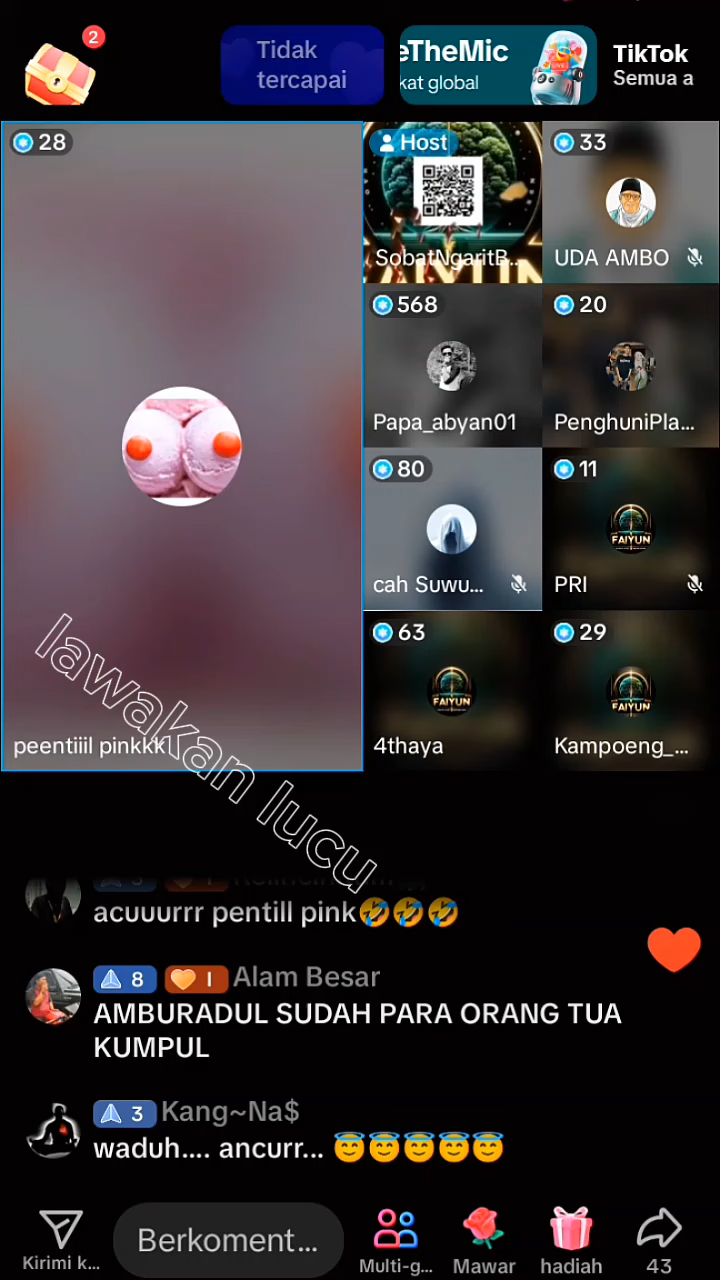 2
Tidak
tercapai
eTheMic
kat global
TikTok
Semua a
28
Host
SobatNgaritB...
33
UDA AMBO
568
Papa_abyan01
20
PenghuniPla...
80
cah Suwu...
11
PRI
FAIYUN
63
4thaya
FAIYUN
29
Kampoeng_...
FAIYUN
peentiiil pinkkk
lawakan lucu
acuuurrr pentill pink🤣🤣🤣
8 I Alam Besar
AMBURADUL SUDAH PARA ORANG TUA
KUMPUL
3 Kang~Na$
waduh.... ancurr... 😇😇😇😇😇
Kirimi k...
Berkoment...
Multi-g...
Mawar
hadiah
43